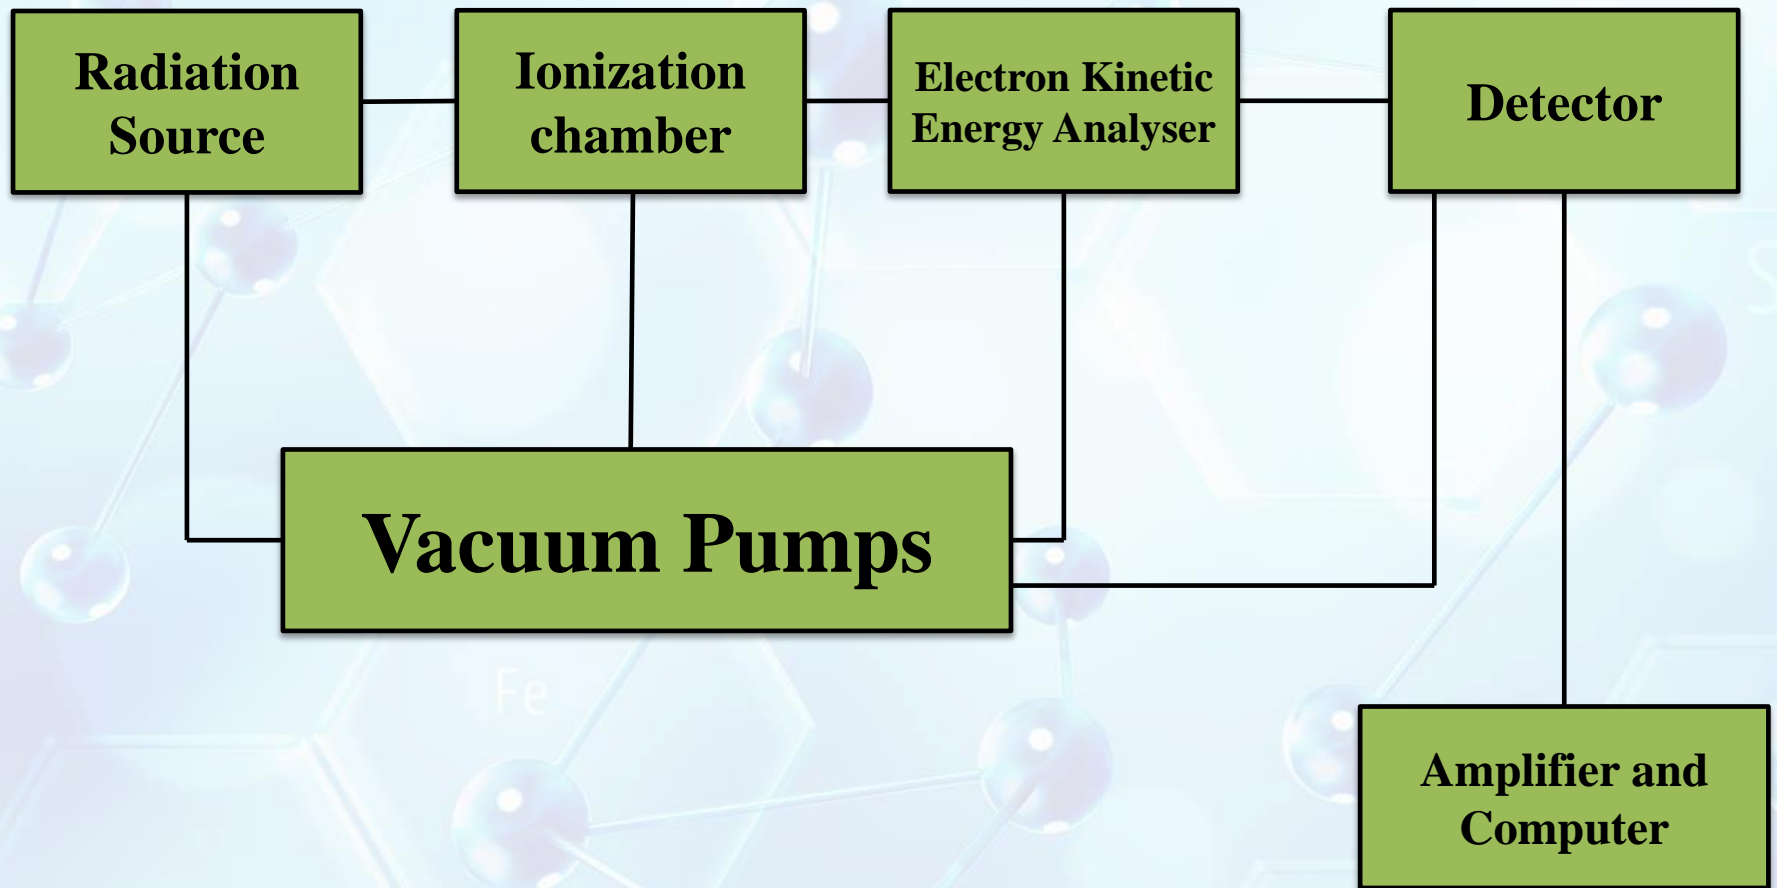 Radiation
Source
Ionization
chamber
Electron Kinetic
Energy Analyser
Detector
Vacuum Pumps
Fe
Amplifier and
Computer